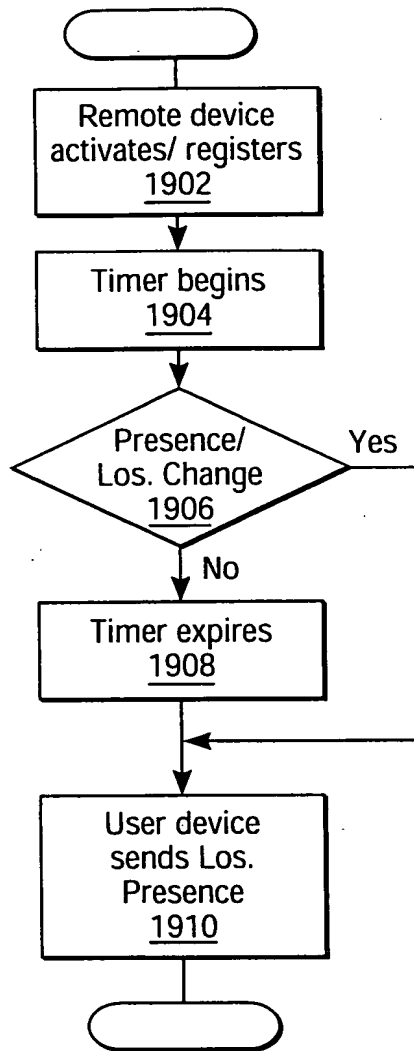 Remote device
activates/ registers
1902
Timer begins
1904
Presence/
Los. Change
1906
Yes
No
Timer expires
1908
User device
sends Los.
Presence
1910